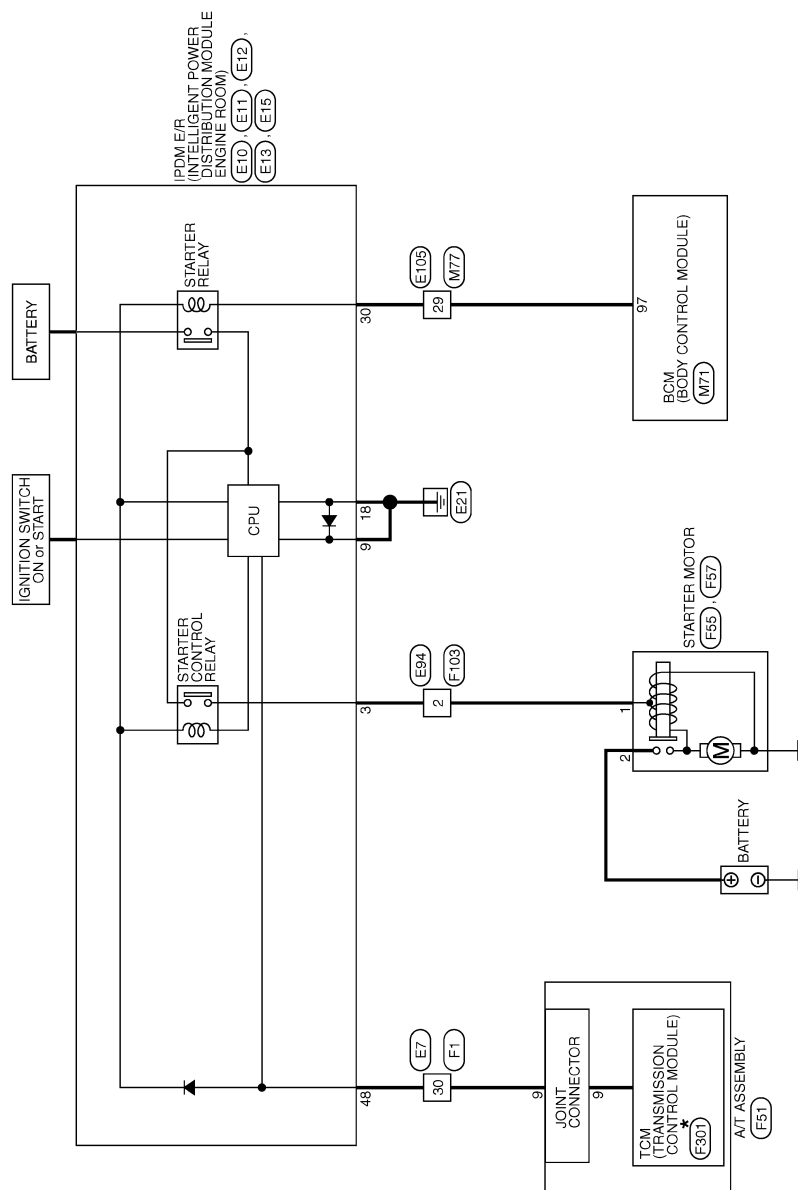 IPDM E/R
(INTELLIGENT POWER
DISTRIBUTION MODULE
ENGINE ROOM)
E10 , E11 , E12 ,
E13 , E15
BATTERY
STARTER
RELAY
30
E105
29
M77
97
BCM
(BODY CONTROL MODULE)
M71
IGNITION SWITCH
ON or START
CPU
18
9
E21
STARTER
CONTROL
RELAY
3
E94
2
F103
1
2
STARTER MOTOR
F55 , F57
M
BATTERY
+
−
48
E7
30
F1
9
JOINT
CONNECTOR
9
TCM
(TRANSMISSION
CONTROL MODULE)
*
F301
A/T ASSEMBLY
F51